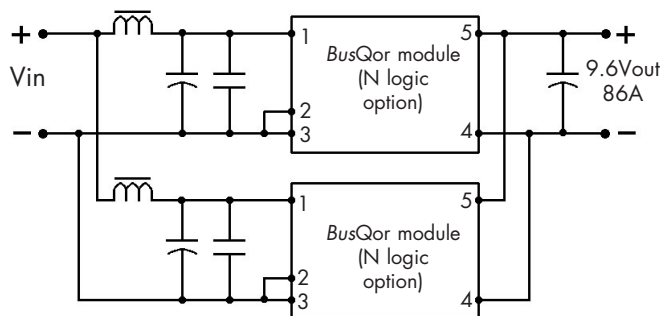 +
Vin
−
1
2
3
BusQor module
(N logic
option)
5
4
+
9.6Vout
86A
−
1
2
3
BusQor module
(N logic
option)
5
4